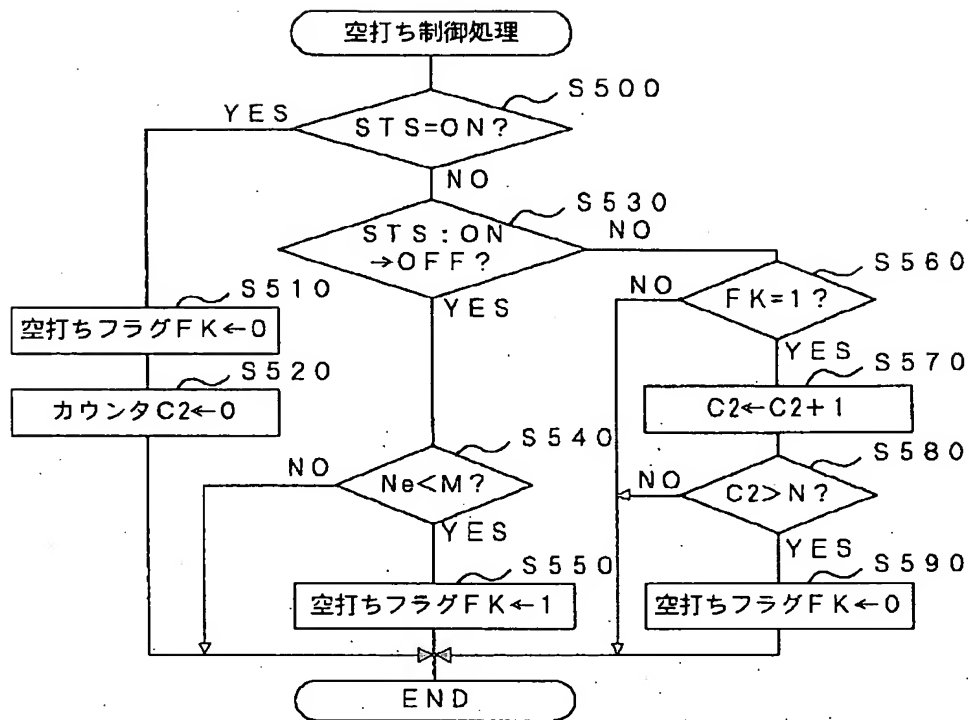 空打ち制御処理
S500
YES
STS=ON?
NO
S530
STS:ON
→OFF?
NO
YES
S560
NO
FK=1?
YES
S510
空打ちフラグFK←0
S520
カウンタC2←0
S570
C2←C2+1
S540
NO
Ne<M?
YES
S580
NO
C2>N?
YES
S550
空打ちフラグFK←1
S590
空打ちフラグFK←0
END